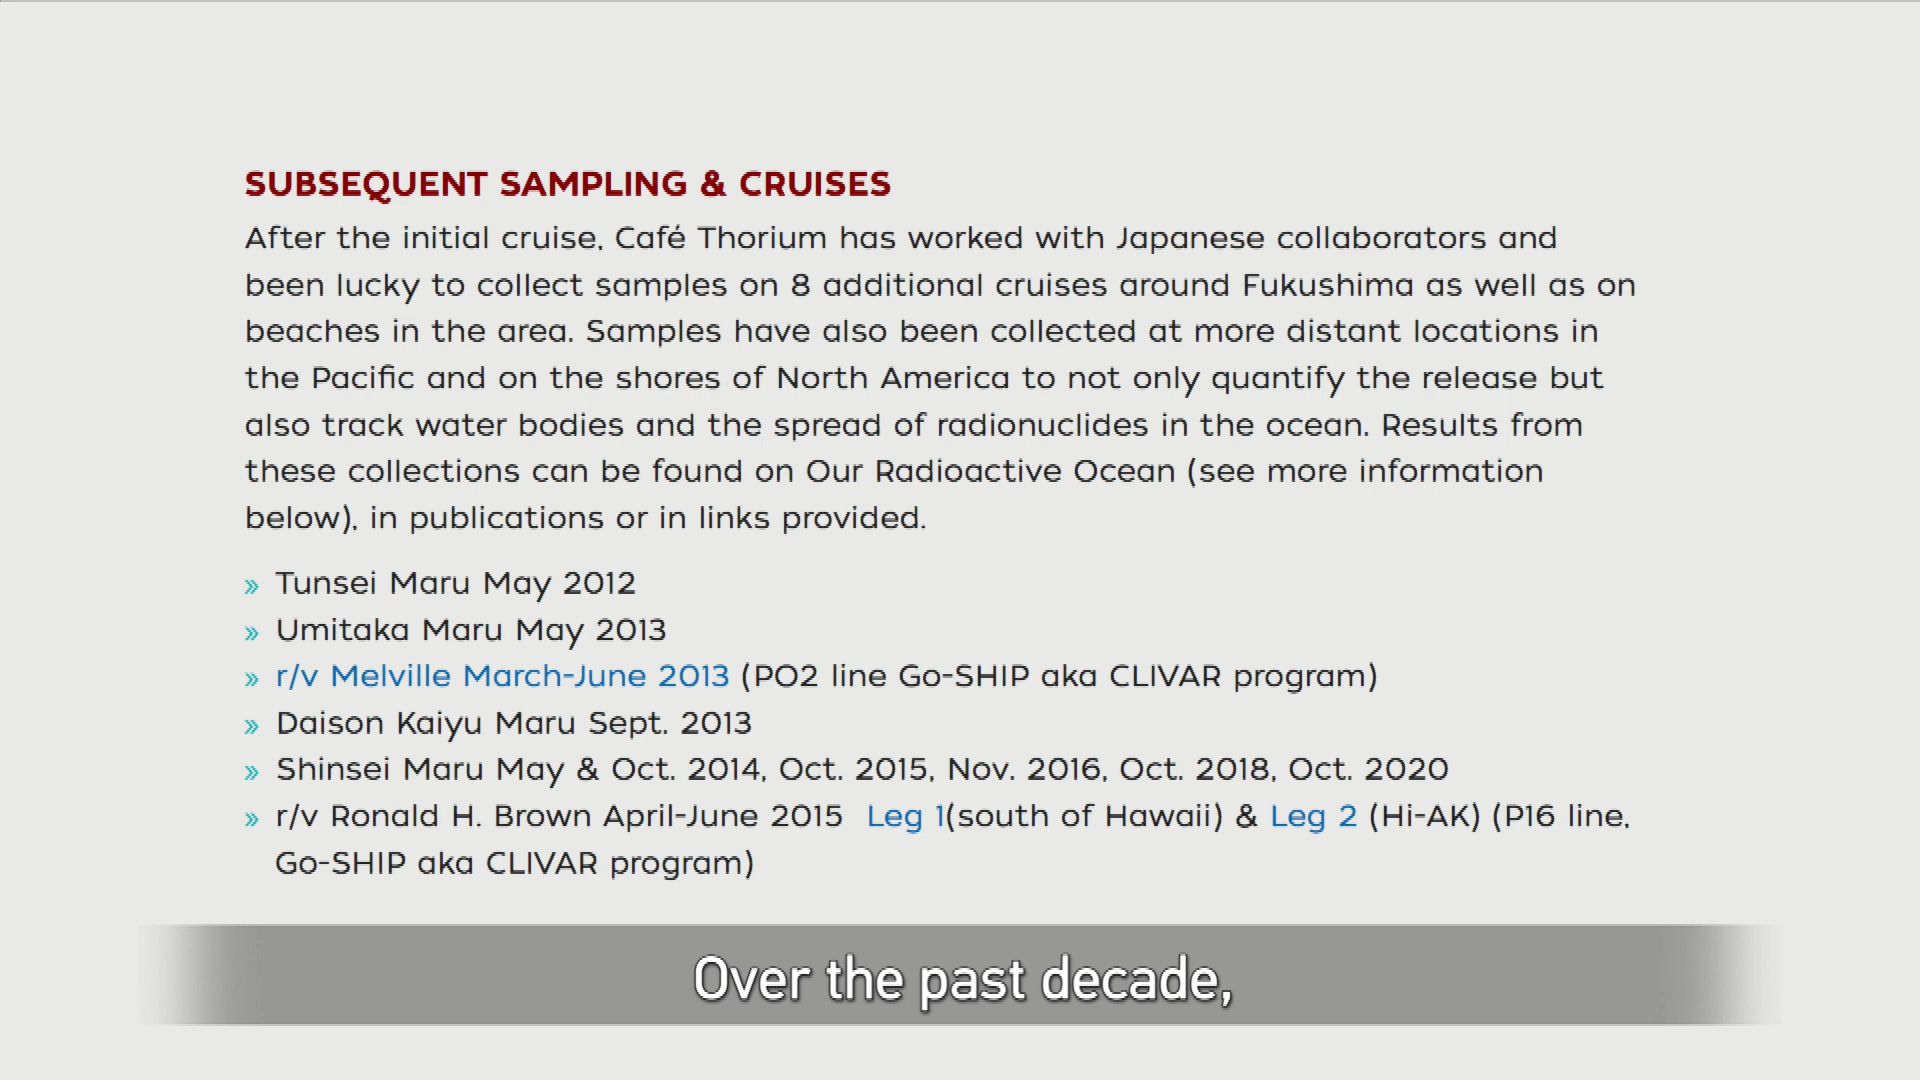 SUBSEQUENT SAMPLING & CRUISES
After the initial cruise, Café Thorium has worked with Japanese collaborators and
been lucky to collect samples on 8 additional cruises around Fukushima as well as on
beaches in the area. Samples have also been collected at more distant locations in
the Pacific and on the shores of North America to not only quantify the release but
also track water bodies and the spread of radionuclides in the ocean. Results from
these collections can be found on Our Radioactive Ocean (see more information
below), in publications or in links provided.
» Tunsei Maru May 2012
» Umitaka Maru May 2013
» r/v Melville March-June 2013 (PO2 line Go-SHIP aka CLIVAR program)
» Daison Kaiyu Maru Sept. 2013
» Shinsei Maru May & Oct. 2014, Oct. 2015, Nov. 2016, Oct. 2018, Oct. 2020
» r/v Ronald H. Brown April-June 2015 Leg 1(south of Hawaii) & Leg 2 (Hi-AK) (P16 line,
Go-SHIP aka CLIVAR program)
Over the past decade,